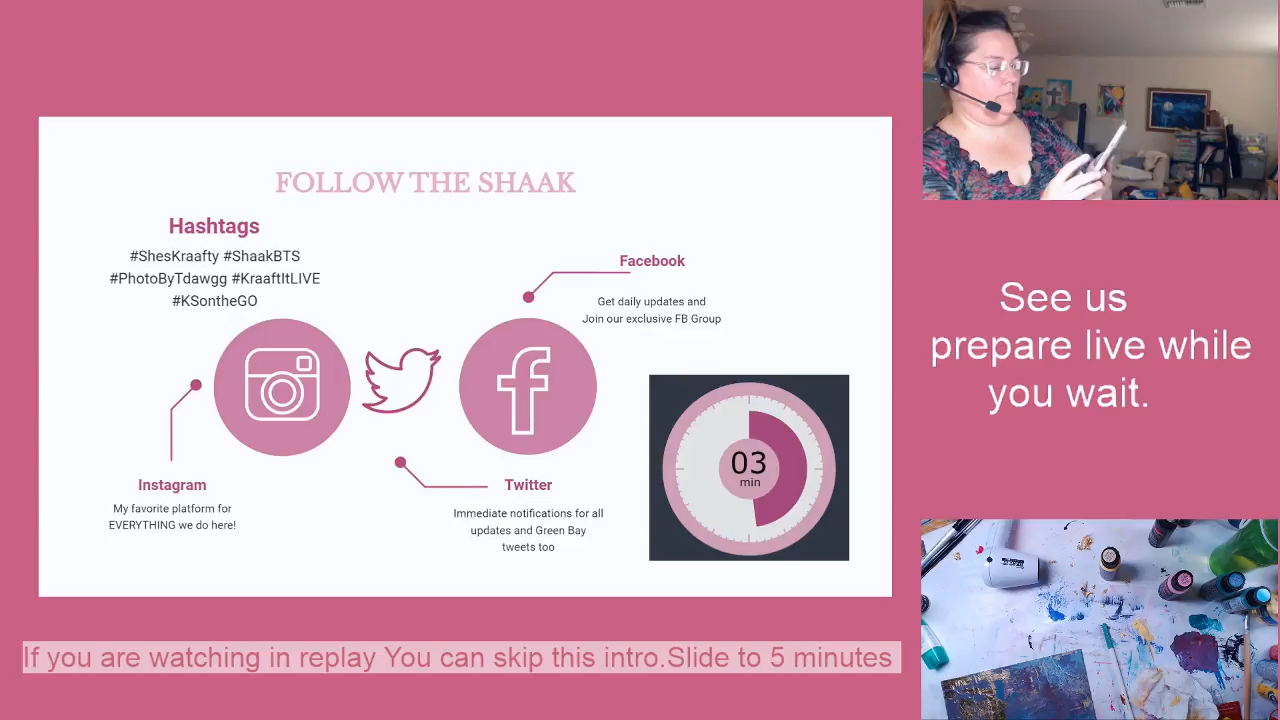 FOLLOW THE SHAAK
Hashtags
#ShesKraafty #ShaakBTS
#PhotoByTdawgg #KraaftItLIVE
#KSontheGO
Facebook
Get daily updates and
Join our exclusive FB Group
Instagram
My favorite platform for
EVERYTHING we do here!
Twitter
Immediate notifications for all
updates and Green Bay
tweets too
03
min
See us
prepare live while
you wait.
If you are watching in replay You can skip this intro.Slide to 5 minutes